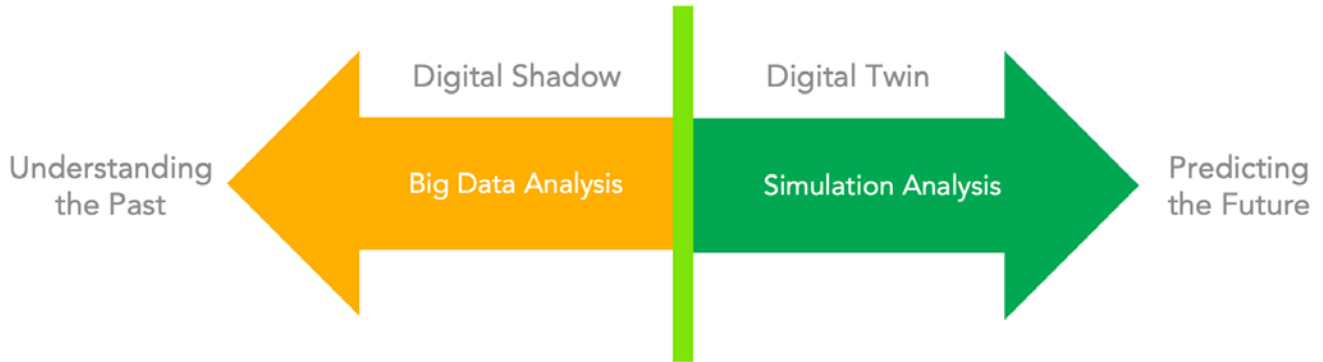 Digital Shadow
Digital Twin
Understanding
the Past
Big Data Analysis
Simulation Analysis
Predicting
the Future